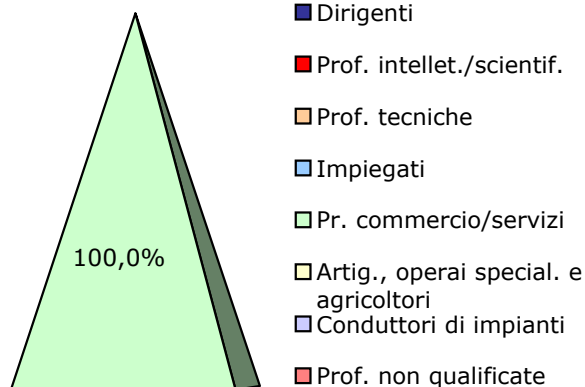 Dirigenti
Prof. intellet./scientif.
Prof. tecniche
Impiegati
Pr. commercio/servizi
100,0%
Artig., operai special. e
agricoltori
Conduttori di impianti
Prof. non qualificate